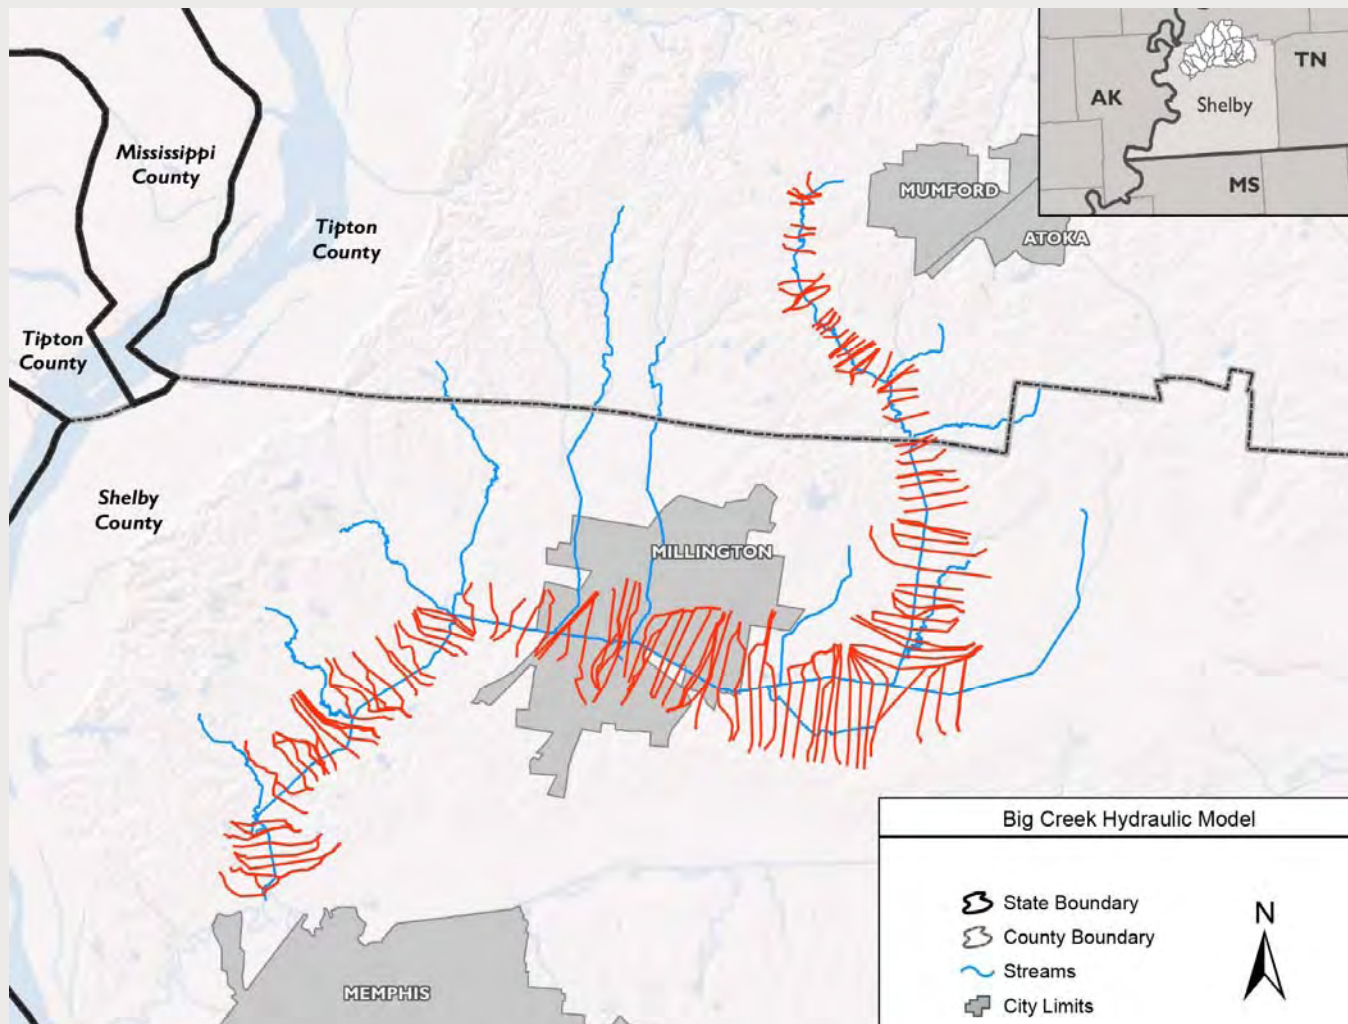 TN
AK
Shelby
MS
Mississippi
County
MUMFORD
Tipton
County
ATOKA
Tipton
County
Shelby
County
MILLINGTON
Big Creek Hydraulic Model
State Boundary
County Boundary
Streams
City Limits
N
MEMPHIS